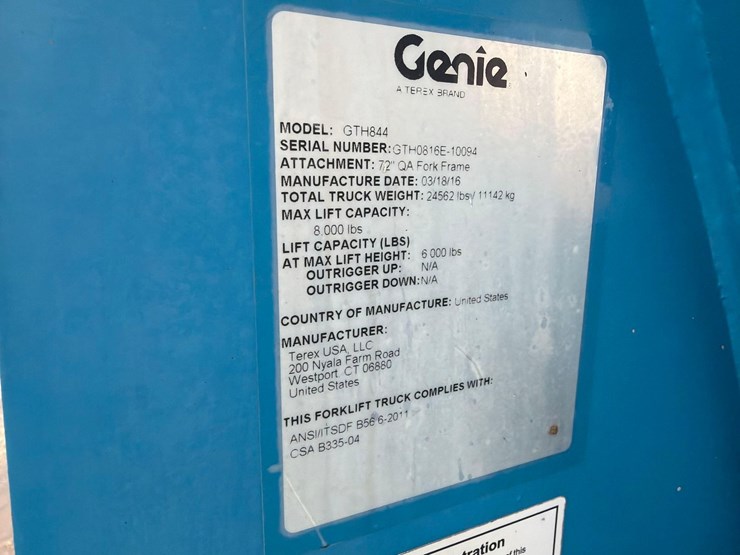 Genie
A TEREX BRAND
MODEL: GTH844
SERIAL NUMBER: GTH0816E-10094
ATTACHMENT: 72" QA Fork Frame
MANUFACTURE DATE: 03/18/16
TOTAL TRUCK WEIGHT: 24562 lbs/ 11142 kg
MAX LIFT CAPACITY:
8,000 lbs
LIFT CAPACITY (LBS)
AT MAX LIFT HEIGHT: 6 000 lbs
OUTRIGGER UP: N/A
OUTRIGGER DOWN: N/A
COUNTRY OF MANUFACTURE: United States
MANUFACTURER:
Terex USA, LLC
200 Nyala Farm Road
Westport CT 06880
United States
THIS FORKLIFT TRUCK COMPLIES WITH:
ANSI/ITSDF B56 6-2011
CSA B335-04
of this